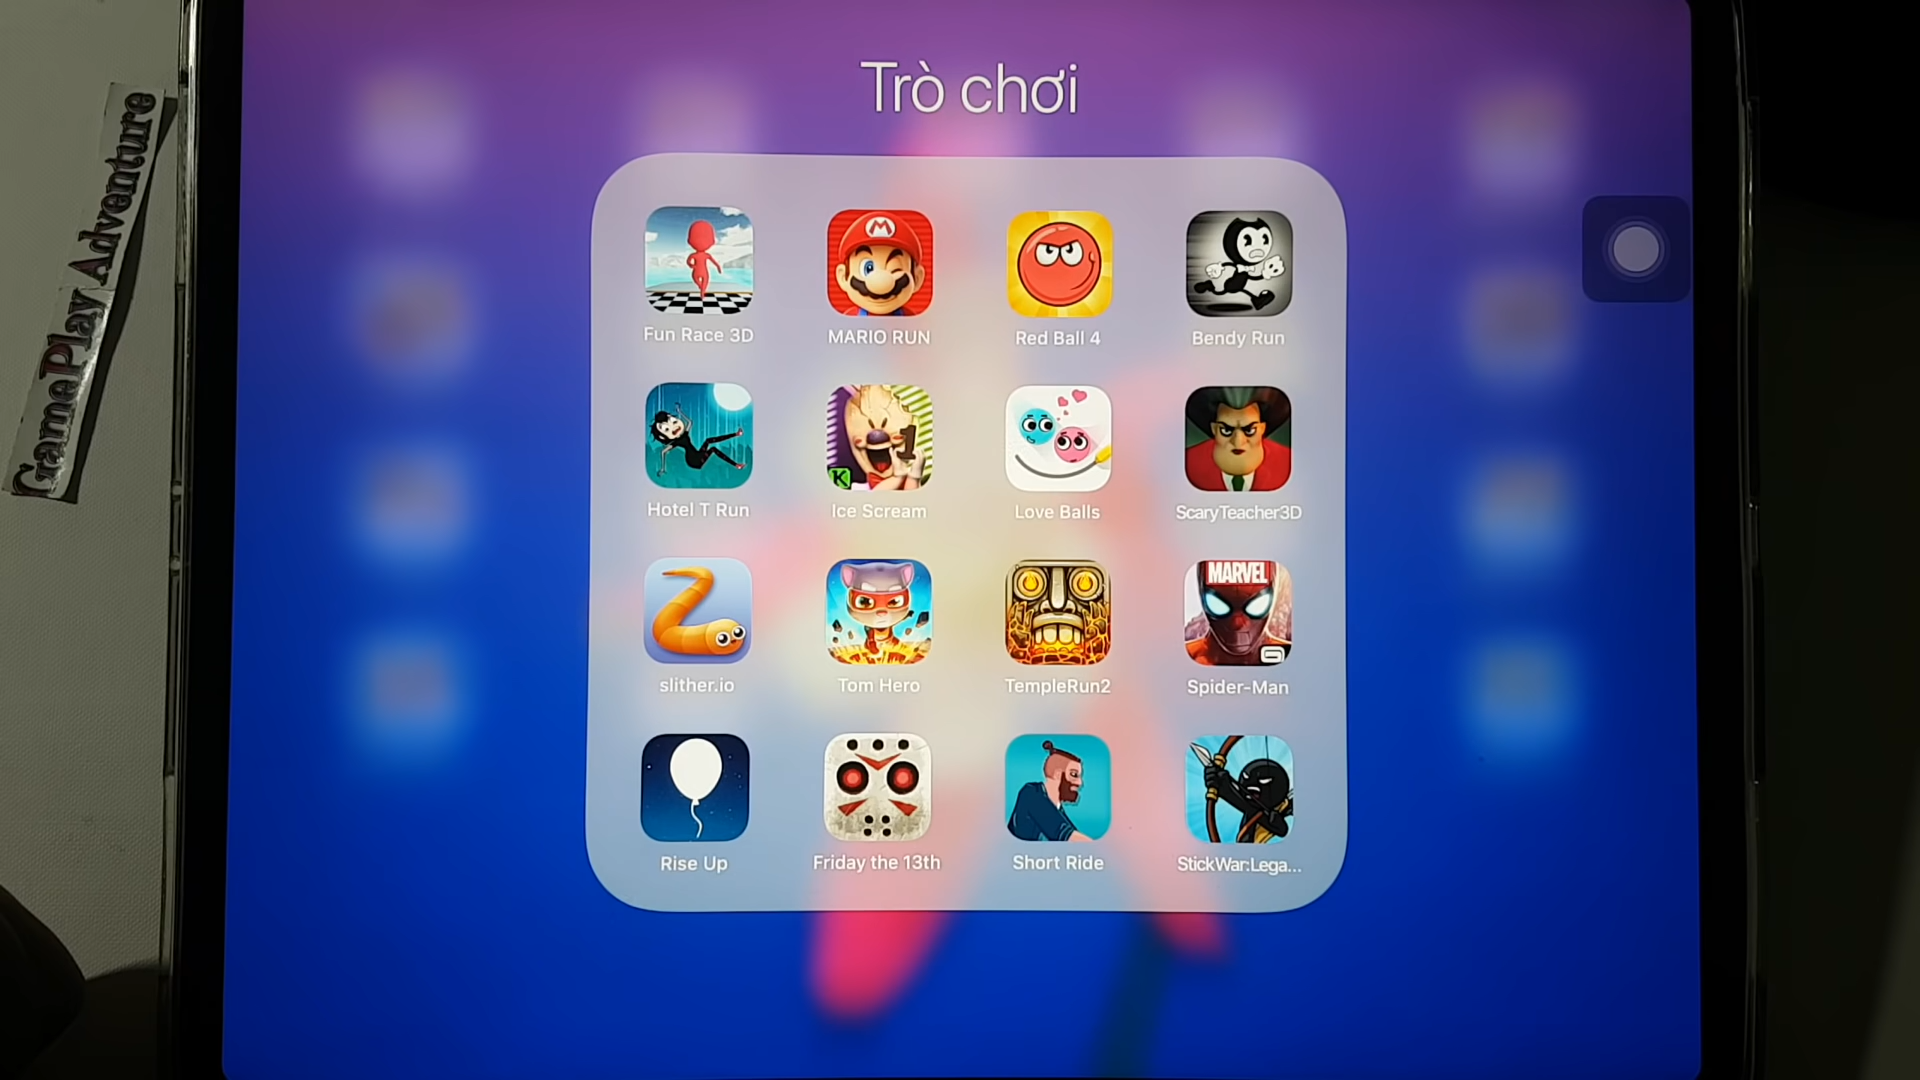 Trò chơi
GamePlay Adventure
Fun Race 3D
MARIO RUN
Red Ball 4
Bendy Run
Hotel T Run
Ice Scream
Love Balls
ScaryTeacher3D
slither.io
Tom Hero
TempleRun2
Spider-Man
Rise Up
Friday the 13th
Short Ride
StickWar:Lega...
M
1
K
MARVEL